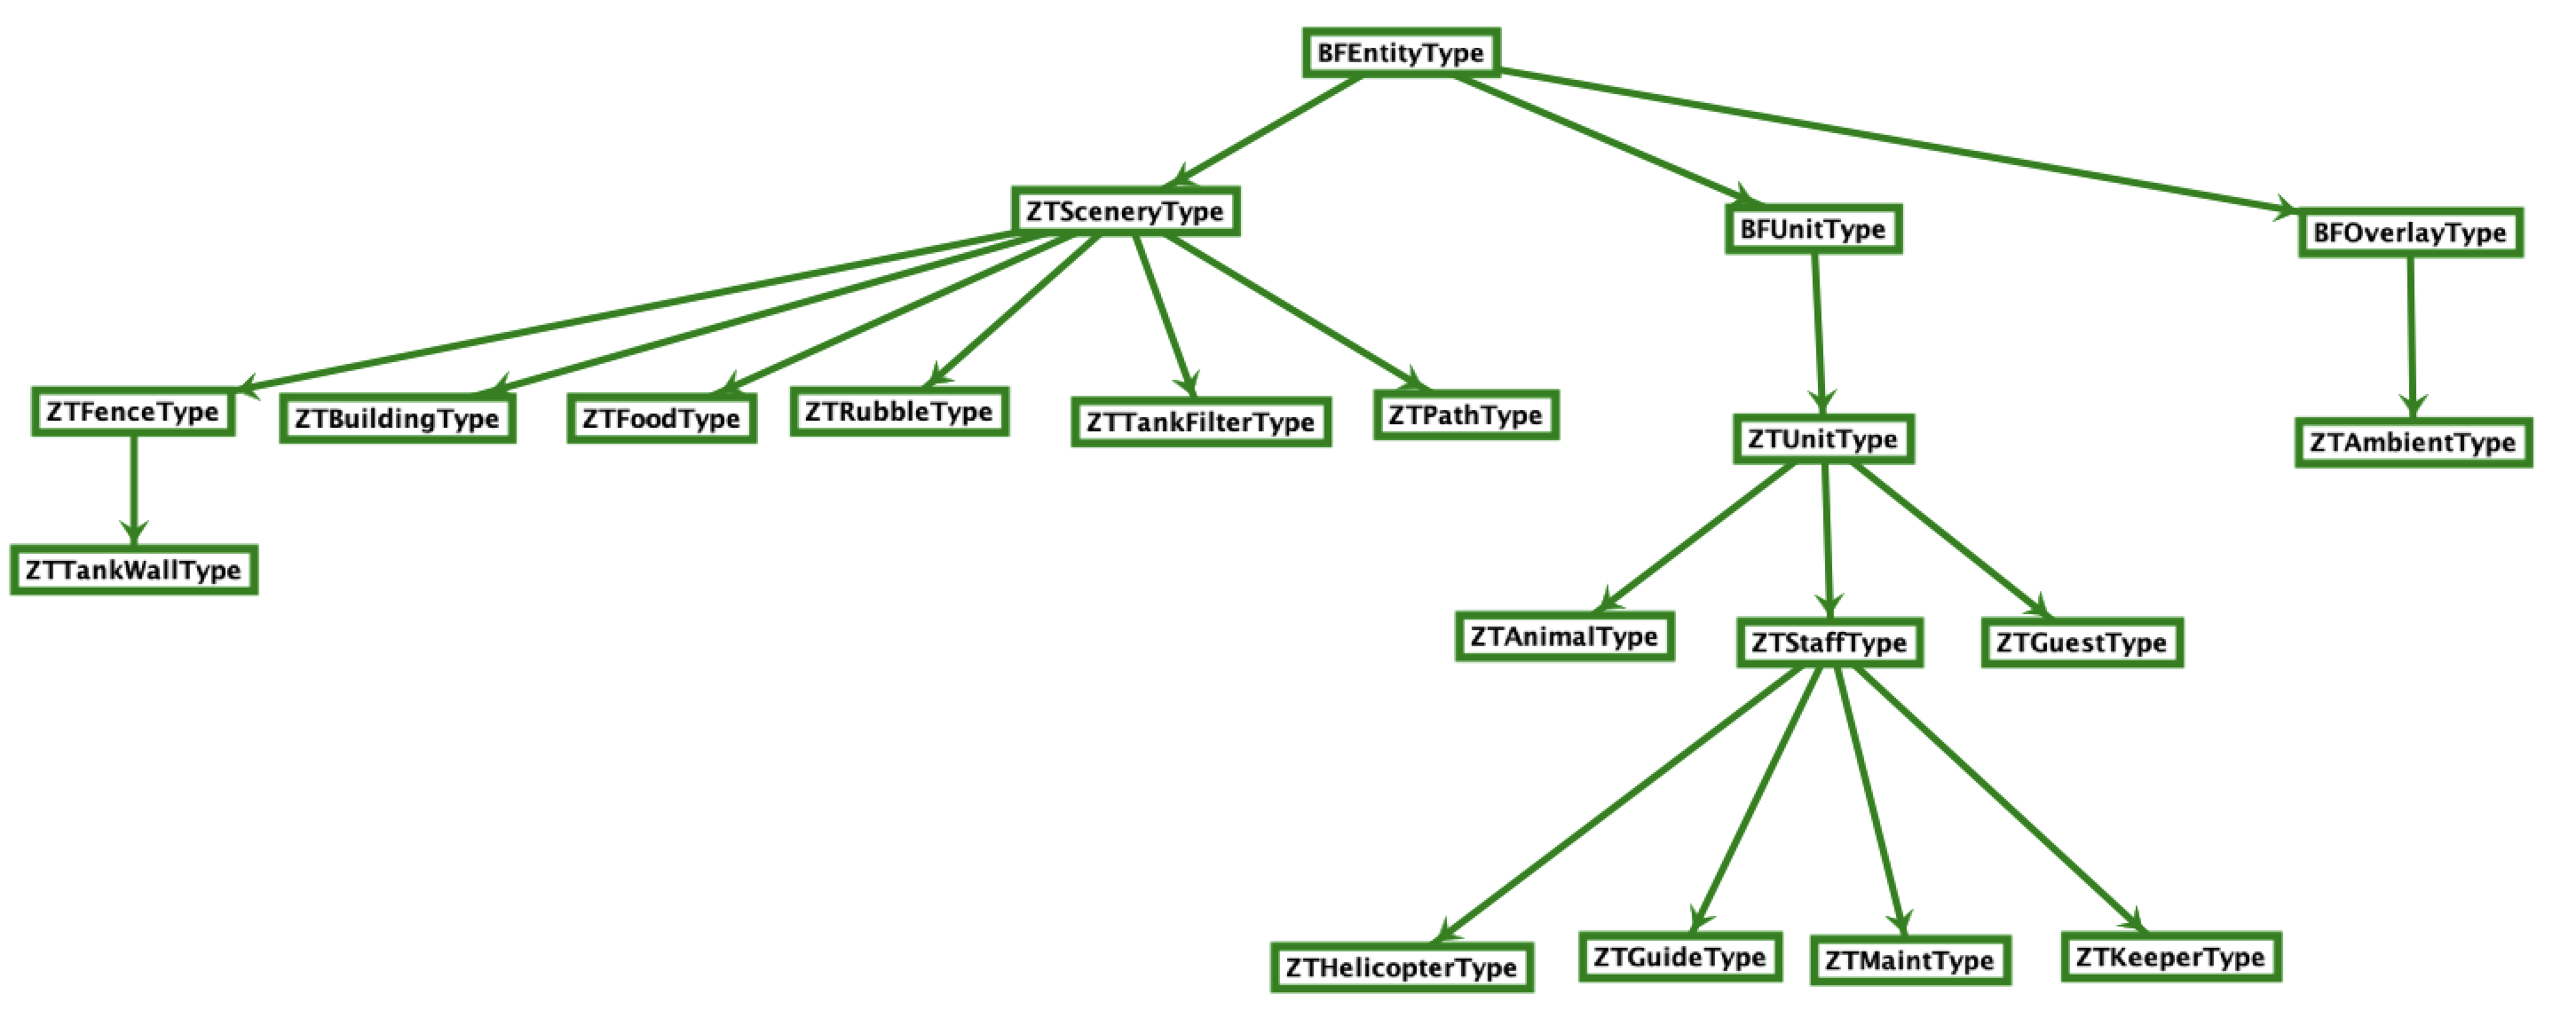 BFEntityType
ZTSceneryType
BFUnitType
BFOverlayType
ZTFenceType
ZTBuildingType
ZTFoodType
ZTRubbleType
ZTTankFilterType
ZTPathType
ZTUnitType
ZTAmbientType
ZTTankWallType
ZTAnimalType
ZTStaffType
ZTGuestType
ZTHelicopterType
ZTGuideType
ZTMaintType
ZTKeeperType